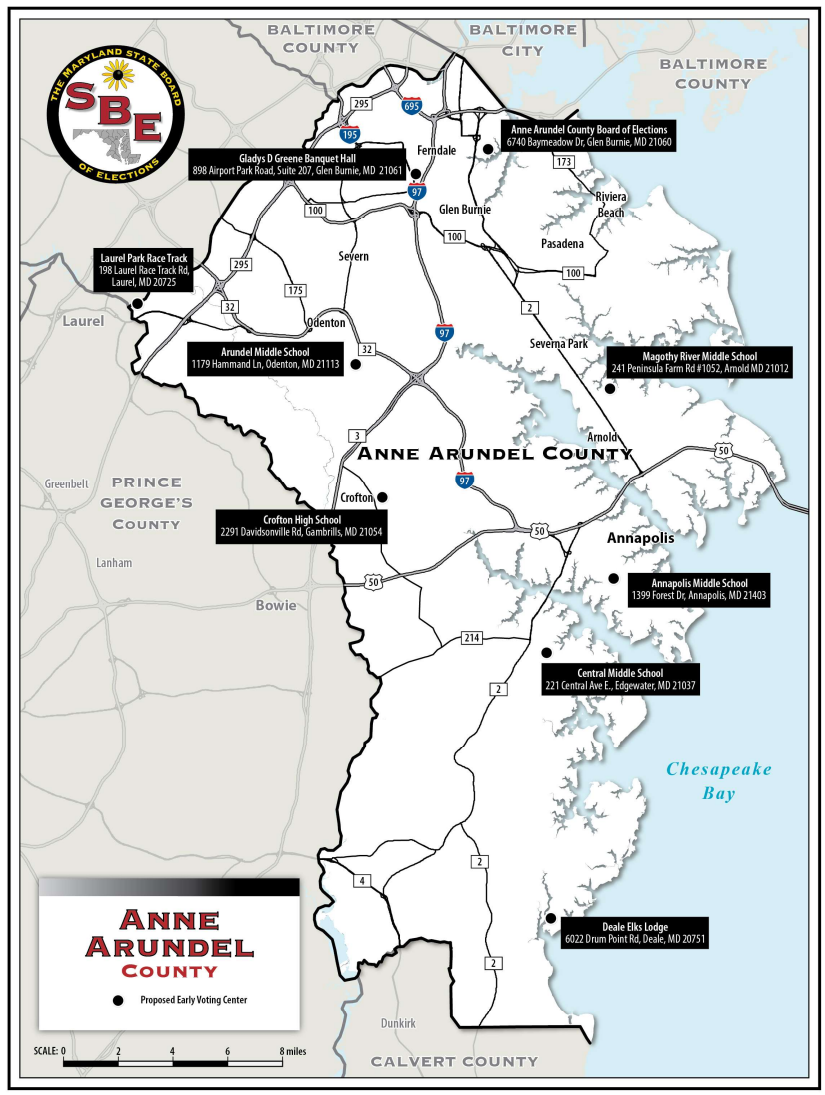 BALTIMORE
COUNTY
BALTIMORE
CITY
BALTIMORE
COUNTY
THE MARYLAND STATE BOARD
SBE
OF ELECTIONS
295
695
195
Anne Arundel County Board of Elections
6740 Baymeadow Dr, Glen Burnie, MD 21060
Ferndale
Gladys D Greene Banquet Hall
898 Airport Park Road, Suite 207, Glen Burnie, MD 21061
173
97
Riviera
Beach
100
Glen Burnie
100
Pasadena
Severn
Laurel Park Race Track
198 Laurel Race Track Rd,
Laurel, MD 20725
295
100
175
32
2
Laurel
Odenton
97
Severna Park
Arundel Middle School
1179 Hammand Ln, Odenton, MD 21113
32
Magothy River Middle School
241 Peninsula Farm Rd #1052, Arnold MD 21012
3
Arnold
ANNE ARUNDEL COUNTY
50
97
Greenbelt
PRINCE
GEORGE'S
COUNTY
Crofton
Crofton High School
2291 Davidsonville Rd, Gambrills, MD 21054
50
Annapolis
Lanham
50
Annapolis Middle School
1399 Forest Dr, Annapolis, MD 21403
Bowie
214
Central Middle School
221 Central Ave E., Edgewater, MD 21037
2
Chesapeake
Bay
2
4
ANNE
ARUNDEL
COUNTY
Proposed Early Voting Center
Deale Elks Lodge
6022 Drum Point Rd, Deale, MD 20751
2
Dunkirk
SCALE: 0 2 4 6 8 miles
CALVERT COUNTY